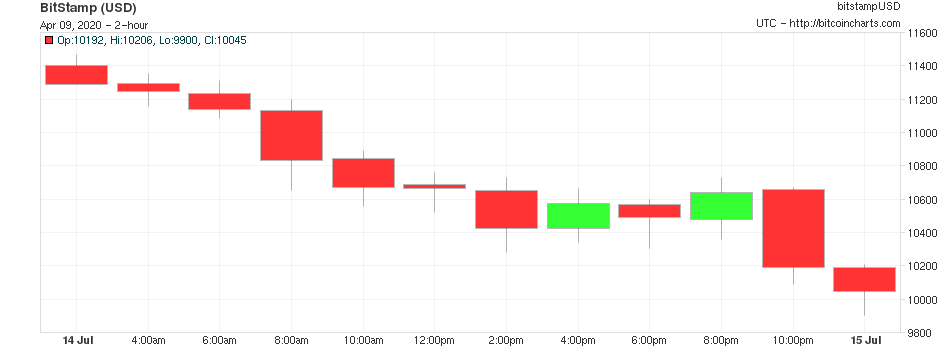 BitStamp (USD)
bitstampUSD
Apr 09, 2020 - 2-hour
UTC - http://bitcoincharts.com
Op:10192, Hi:10206, Lo:9900, Cl:10045
11600
11400
11200
11000
10800
10600
10400
10200
10000
9800
14 Jul 4:00am 6:00am 8:00am 10:00am 12:00pm 2:00pm 4:00pm 6:00pm 8:00pm 10:00pm 15 Jul